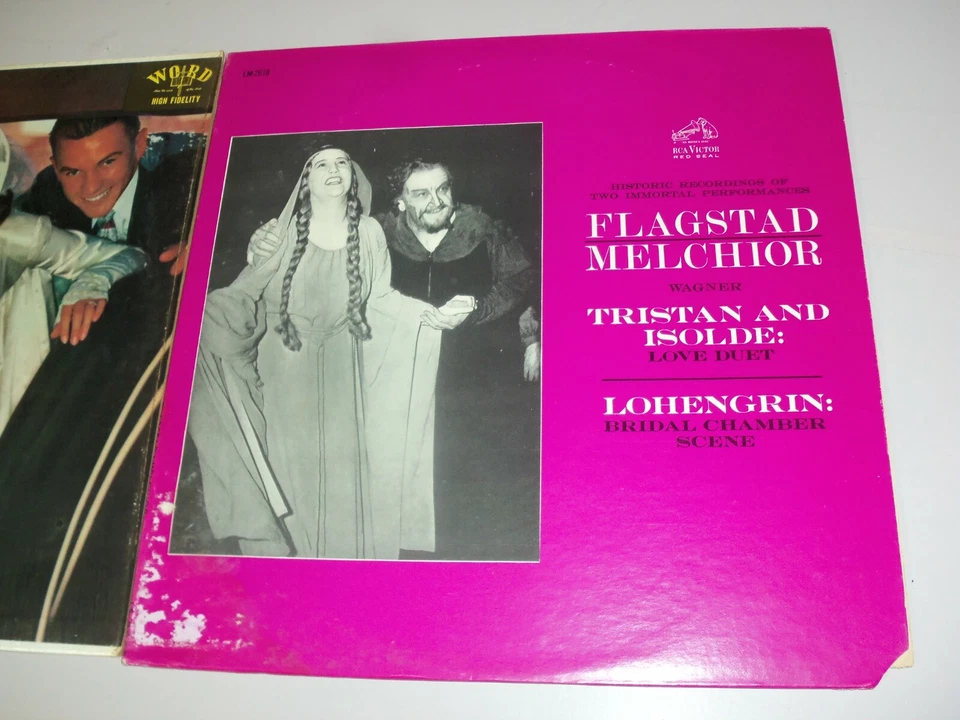 WORD
HIGH FIDELITY
RCA VICTOR
RED SEAL
HISTORIC RECORDINGS OF
TWO IMMORTAL PERFORMANCES
FLAGSTAD
MELCHIOR
WAGNER
TRISTAN AND
ISOLDE:
LOVE DUET
LOHENGRIN:
BRIDAL CHAMBER
SCENE